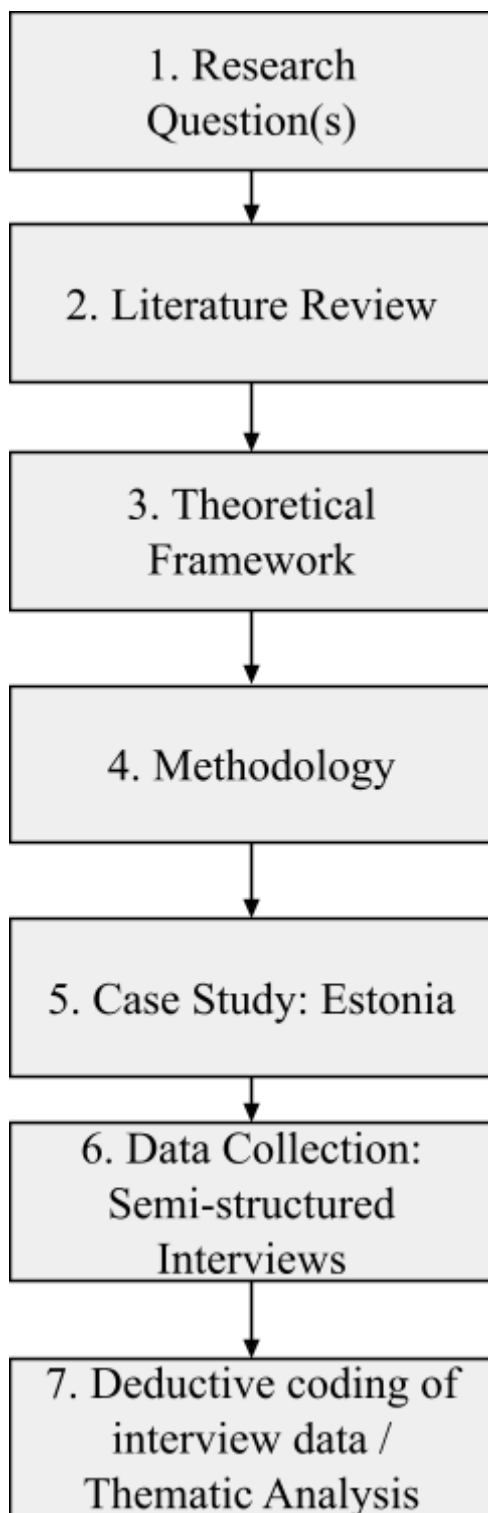 1. Research
Question(s)
2. Literature Review
3. Theoretical
Framework
4. Methodology
5. Case Study: Estonia
6. Data Collection:
Semi-structured
Interviews
7. Deductive coding of
interview data /
Thematic Analysis